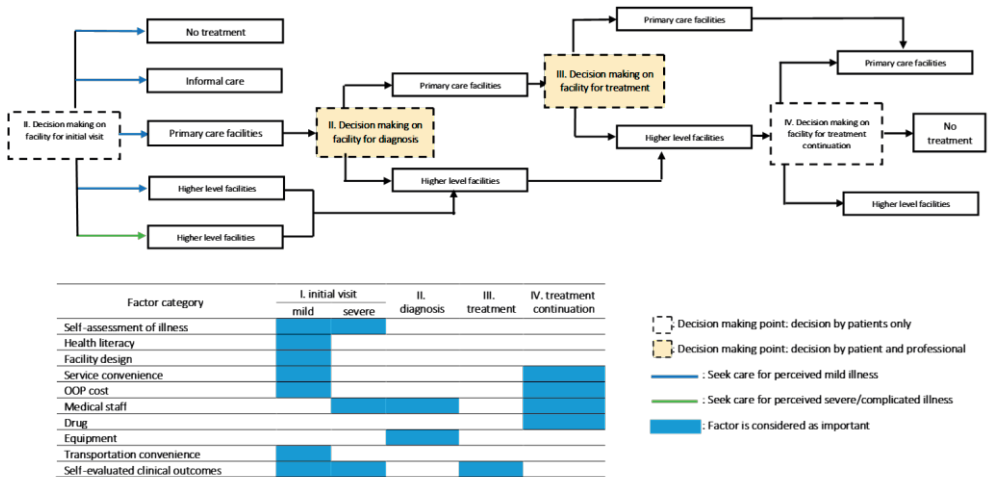 Primary care facilities
No treatment
Primary care facilities
III. Decision making on
facility for treatment
Informal care
Primary care facilities
II. Decision making on
facility for initial visit
Primary care facilities
II. Decision making on
facility for diagnosis
Higher level facilities
IV. Decision making on
facility for treatment
continuation
No
treatment
Higher level facilities
Higher level facilities
Higher level facilities
Higher level facilities
Factor category
I. initial visit
mild
severe
II.
diagnosis
III.
treatment
IV. treatment
continuation
Self-assessment of illness
Health literacy
Facility design
Service convenience
OOP cost
Medical staff
Drug
Equipment
Transportation convenience
Self-evaluated clinical outcomes
: Decision making point: decision by patients only
: Decision making point: decision by patient and professional
: Seek care for perceived mild illness
: Seek care for perceived severe/complicated illness
: Factor is considered as important